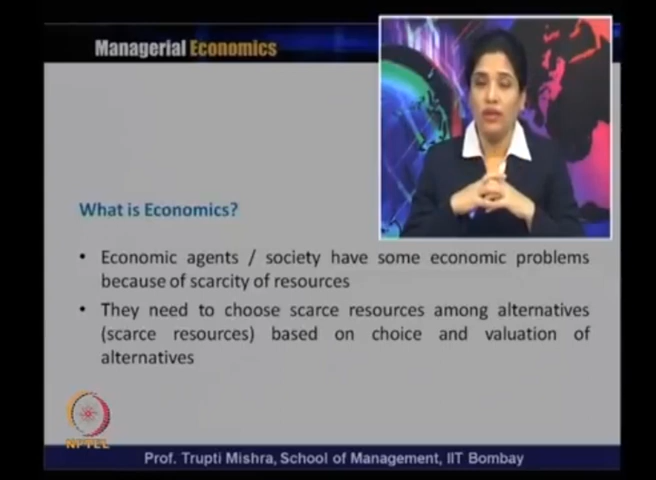 Managerial Economics
What is Economics?
• Economic agents / society have some economic problems
because of scarcity of resources
• They need to choose scarce resources among alternatives
(scarce resources) based on choice and valuation of
alternatives
NPTEL
Prof. Trupti Mishra, School of Management, IIT Bombay